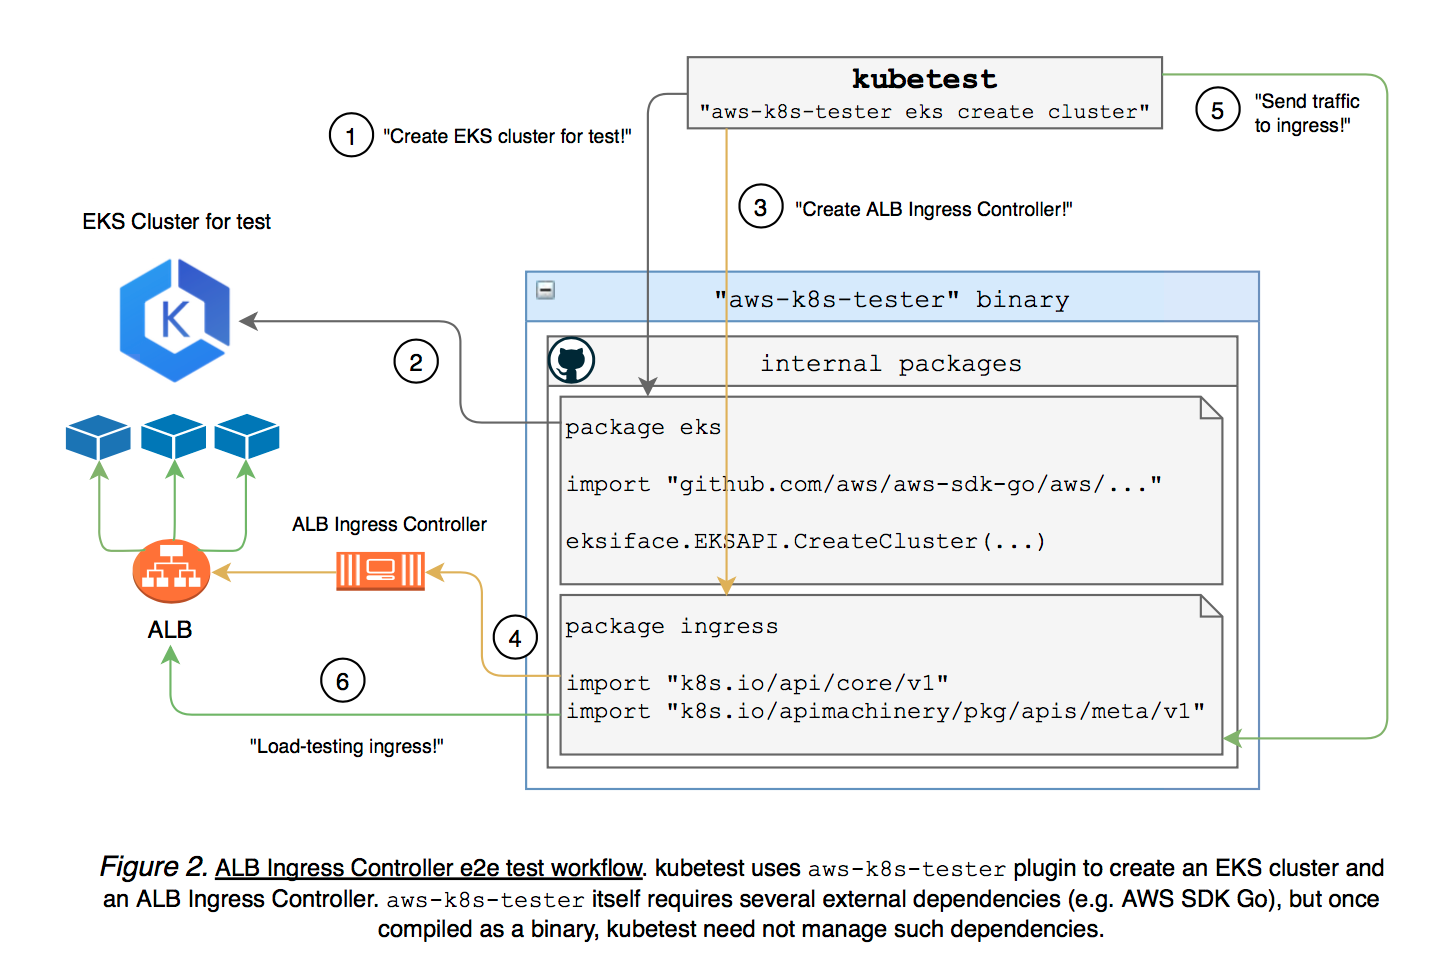 kubetest
"aws-k8s-tester eks create cluster"
1
"Create EKS cluster for test!"
5
"Send traffic
to ingress!"
3
"Create ALB Ingress Controller!"
EKS Cluster for test
K
2
"aws-k8s-tester" binary
internal packages
package eks
import "github.com/aws/aws-sdk-go/aws/..."
eksiface.EKSAPI.CreateCluster(...)
ALB Ingress Controller
ALB
4
package ingress
import "k8s.io/api/core/v1"
import "k8s.io/apimachinery/pkg/apis/meta/v1"
6
"Load-testing ingress!"
Figure 2. ALB Ingress Controller e2e test workflow. kubetest uses aws-k8s-tester plugin to create an EKS cluster and
an ALB Ingress Controller. aws-k8s-tester itself requires several external dependencies (e.g. AWS SDK Go), but once
compiled as a binary, kubetest need not manage such dependencies.